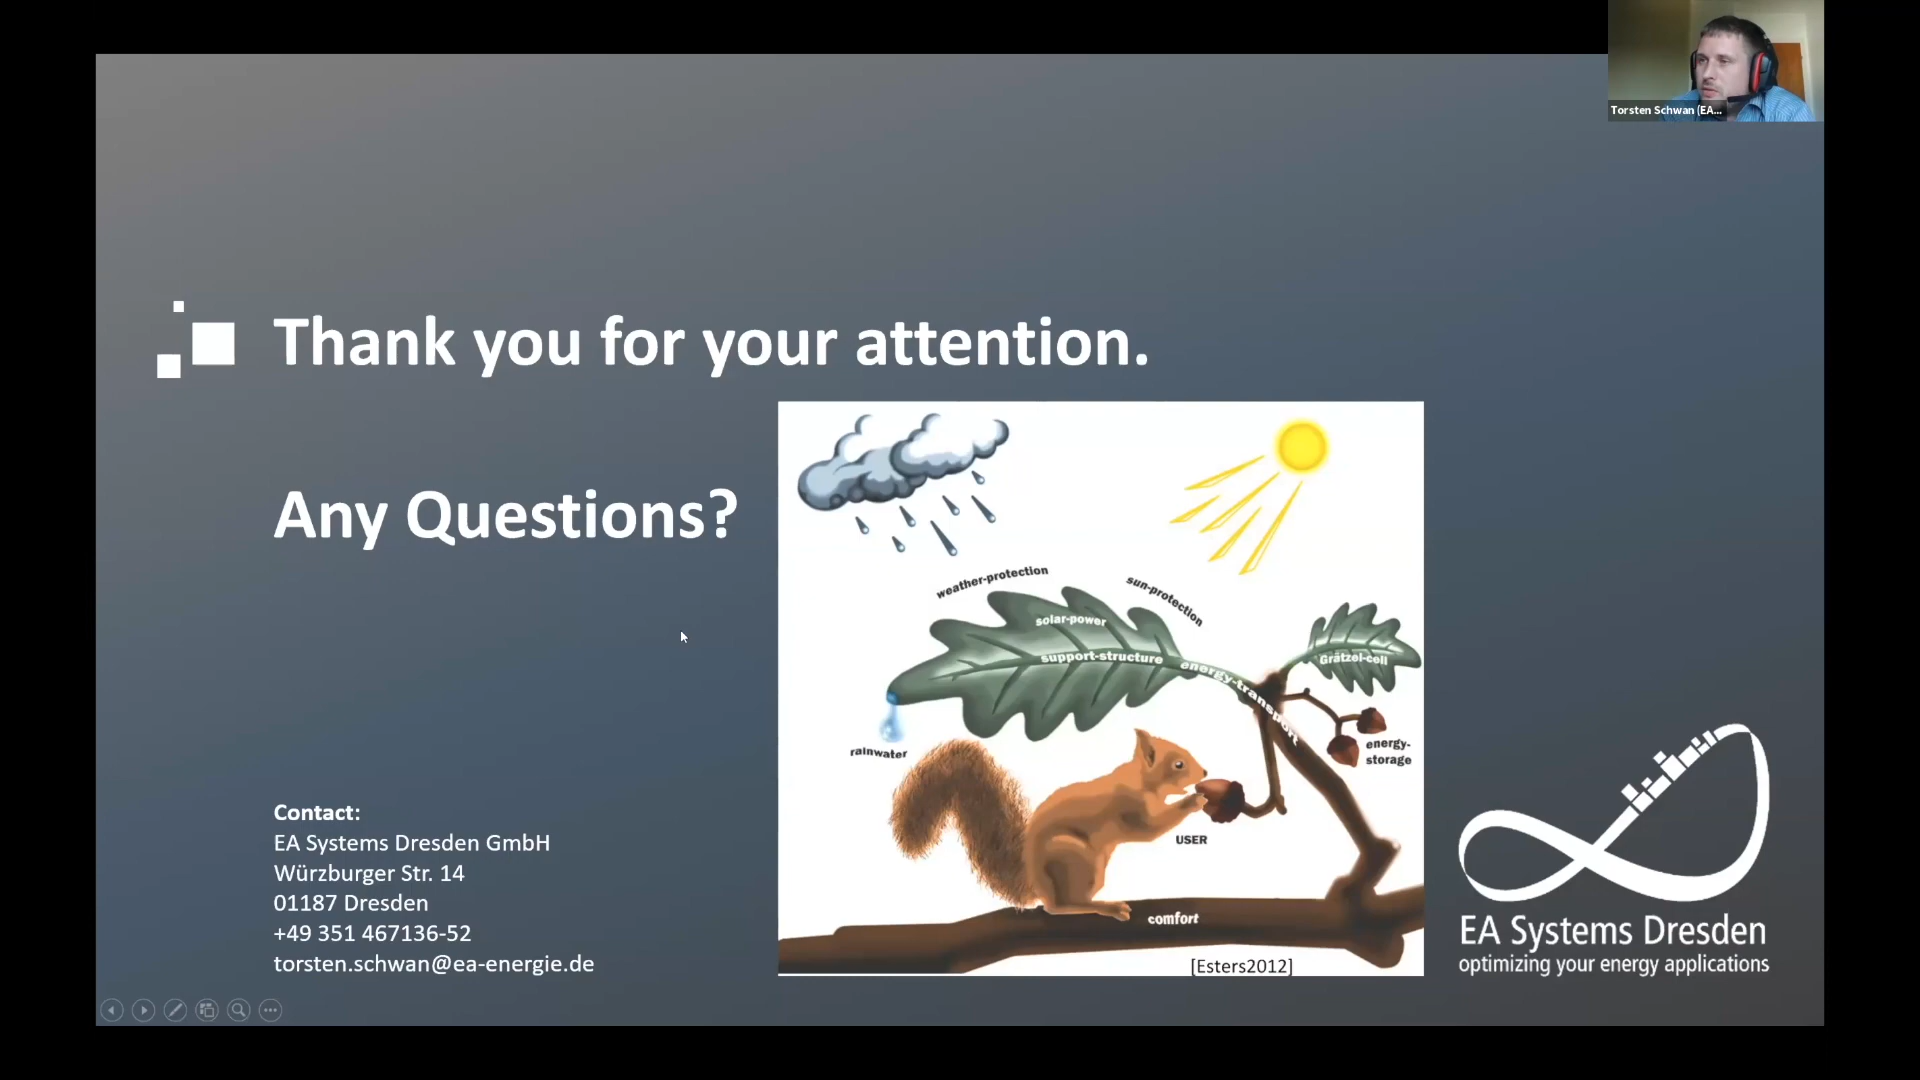 Torsten Schwan (EA...
Thank you for your attention.
Any Questions?
weather-protection
sun-protection
solar-power
support-structure
energy-transport
Grätzel-cell
rainwater
energy-
storage
USER
comfort
[Esters2012]
Contact:
EA Systems Dresden GmbH
Würzburger Str. 14
01187 Dresden
+49 351 467136-52
torsten.schwan@ea-energie.de
EA Systems Dresden
optimizing your energy applications